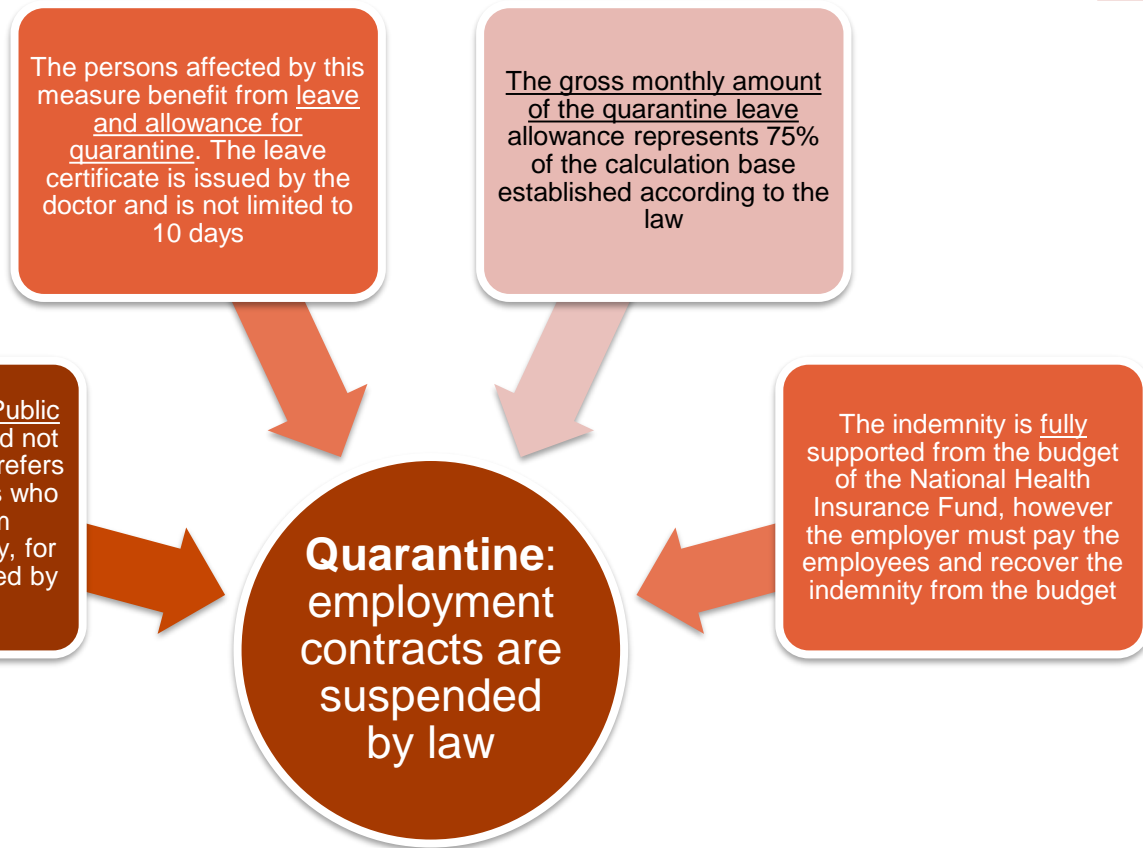 The persons affected by this
measure benefit from leave
and allowance for
quarantine. The leave
certificate is issued by the
doctor and is not limited to
10 days
The gross monthly amount
of the quarantine leave
allowance represents 75%
of the calculation base
established according to the
law
Public
not
refers
who
y, for
by
Quarantine:
employment
contracts are
suspended
by law
The indemnity is fully
supported from the budget
of the National Health
Insurance Fund, however
the employer must pay the
employees and recover the
indemnity from the budget